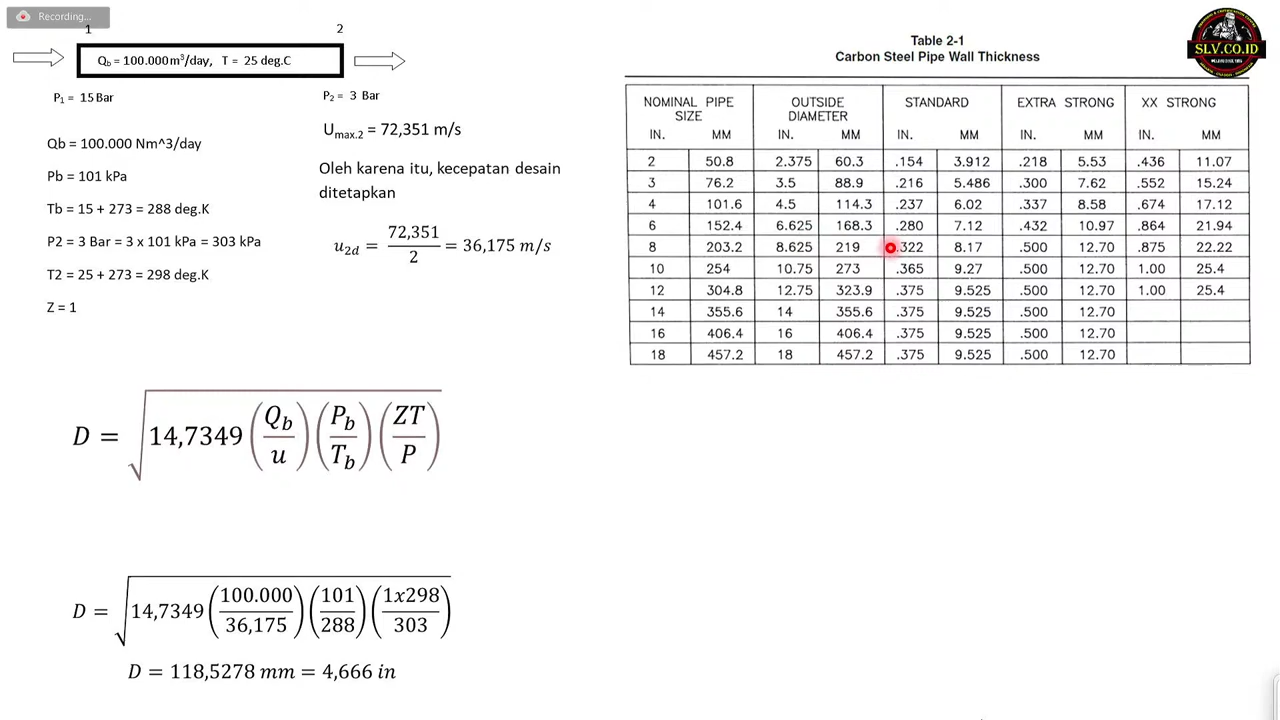 Recording...
1
2
Qb = 100.000 m³/day, T = 25 deg.C
P1 = 15 Bar
P2 = 3 Bar
Qb = 100.000 Nm^3/day
Pb = 101 kPa
Tb = 15 + 273 = 288 deg.K
P2 = 3 Bar = 3 x 101 kPa = 303 kPa
T2 = 25 + 273 = 298 deg.K
Z = 1
Umax.2 = 72,351 m/s
Oleh karena itu, kecepatan desain
ditetapkan
u2d = 72,351/2 = 36,175 m/s
D = √(14,7349 (Qb/u) (Pb/Tb) (ZT/P))
D = √(14,7349 (100.000/36,175) (101/288) (1x298/303))
D = 118,5278 mm = 4,666 in
SLV.CO.ID
Table 2-1
Carbon Steel Pipe Wall Thickness
NOMINAL PIPE SIZE OUTSIDE DIAMETER STANDARD EXTRA STRONG XX STRONG
IN. MM IN. MM IN. MM IN. MM IN. MM
2 50.8 2.375 60.3 .154 3.912 .218 5.53 .436 11.07
3 76.2 3.5 88.9 .216 5.486 .300 7.62 .552 15.24
4 101.6 4.5 114.3 .237 6.02 .337 8.58 .674 17.12
6 152.4 6.625 168.3 .280 7.12 .432 10.97 .864 21.94
8 203.2 8.625 219 .322 8.17 .500 12.70 .875 22.22
10 254 10.75 273 .365 9.27 .500 12.70 1.00 25.4
12 304.8 12.75 323.9 .375 9.525 .500 12.70 1.00 25.4
14 355.6 14 355.6 .375 9.525 .500 12.70
16 406.4 16 406.4 .375 9.525 .500 12.70
18 457.2 18 457.2 .375 9.525 .500 12.70